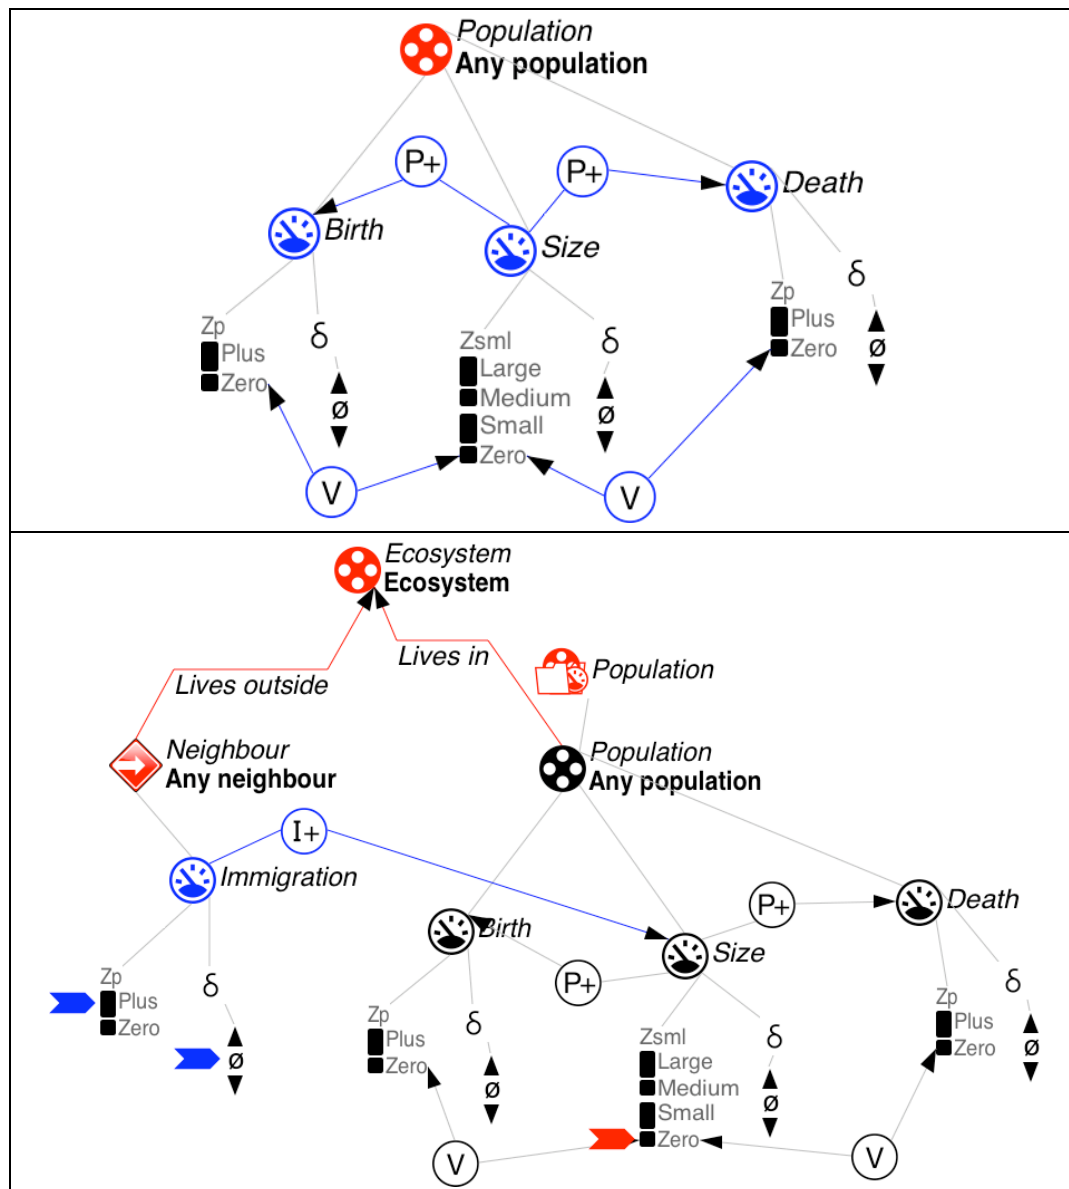 Population
Any population
P+
P+
Birth
Size
Death
Zp
Plus
Zero
δ
ø
Zsml
Large
Medium
Small
Zero
δ
ø
Zp
Plus
Zero
δ
ø
V
V
Ecosystem
Ecosystem
Lives outside
Lives in
Population
Neighbour
Any neighbour
Population
Any population
I+
Immigration
Birth
P+
Size
P+
Death
Zp
Plus
Zero
δ
ø
Zp
Plus
Zero
δ
ø
Zsml
Large
Medium
Small
Zero
δ
ø
Zp
Plus
Zero
δ
ø
V
V